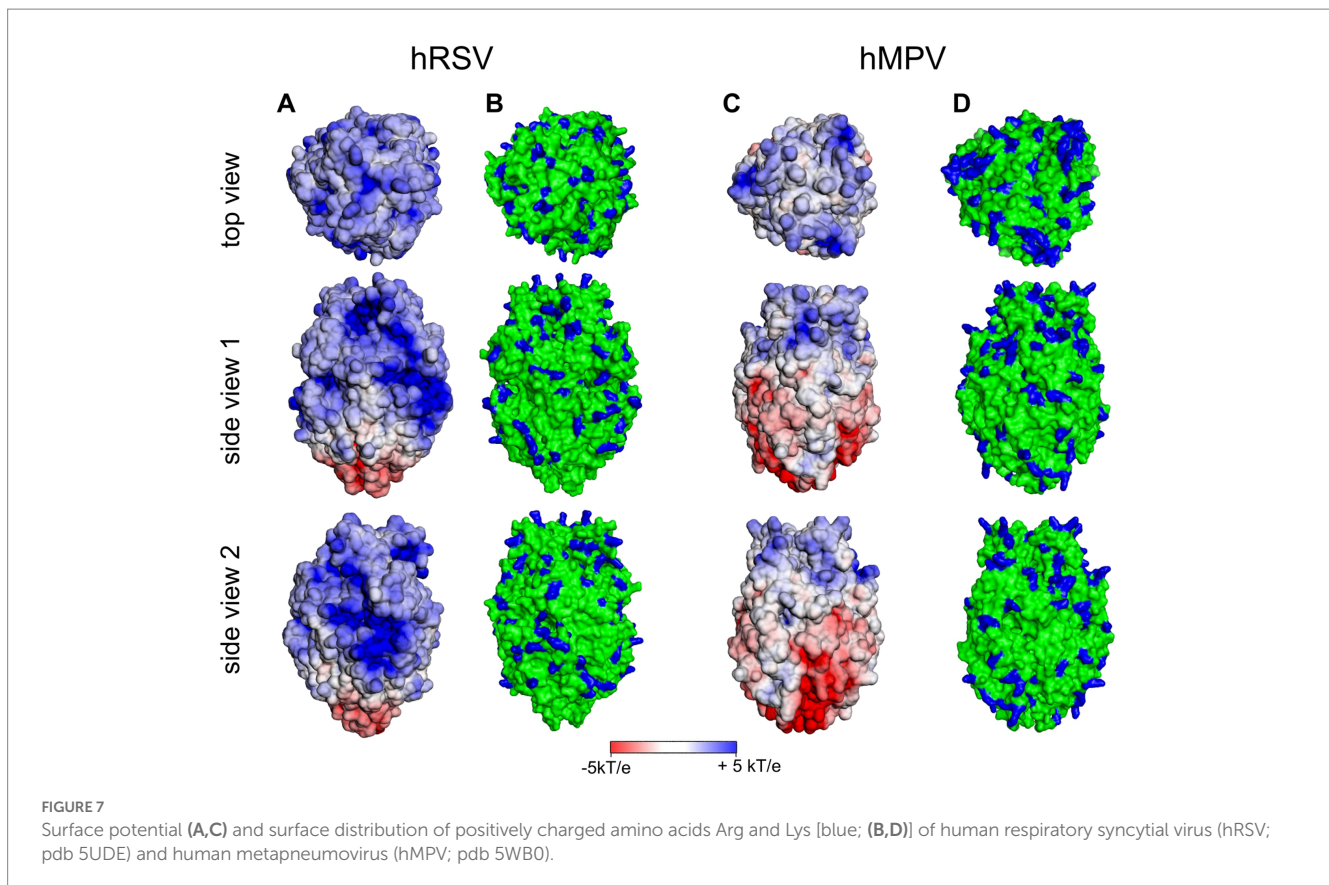 hRSV
hMPV
A
B
C
D
top view
side view 1
side view 2
-5kT/e
+ 5 kT/e
FIGURE 7
Surface potential (A,C) and surface distribution of positively charged amino acids Arg and Lys [blue; (B,D)] of human respiratory syncytial virus (hRSV;
pdb 5UDE) and human metapneumovirus (hMPV; pdb 5WB0).